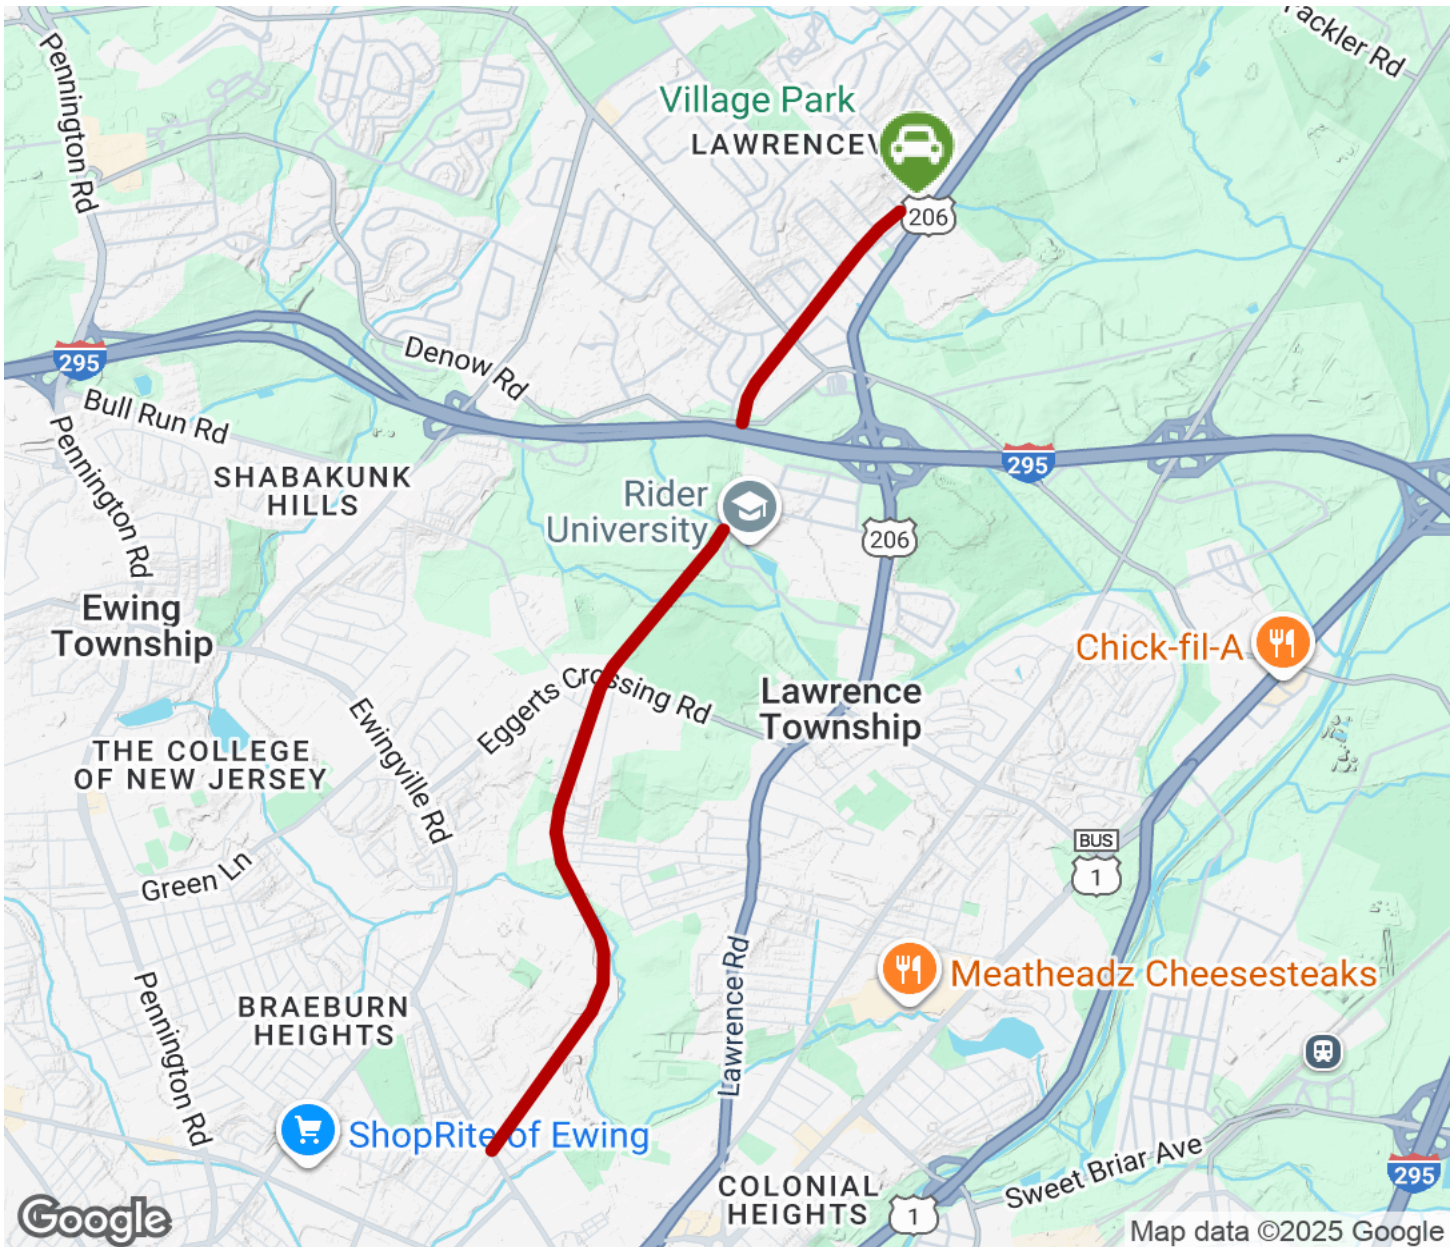 Pennington Rd
Fackler Rd
Village Park
LAWRENCEV
206
295
Denow Rd
Bull Run Rd
Pennington Rd
SHABAKUNK
HILLS
295
Rider
University
206
Ewing
Township
Chick-fil-A
Eggerts Crossing Rd
Lawrence
Township
Ewingville Rd
THE COLLEGE
OF NEW JERSEY
BUS
1
Green Ln
Lawrence Rd
Meatheadz Cheesesteaks
Pennington Rd
BRAEBURN
HEIGHTS
ShopRite of Ewing
Sweet Briar Ave
295
COLONIAL
HEIGHTS
1
Google
Map data ©2025 Google